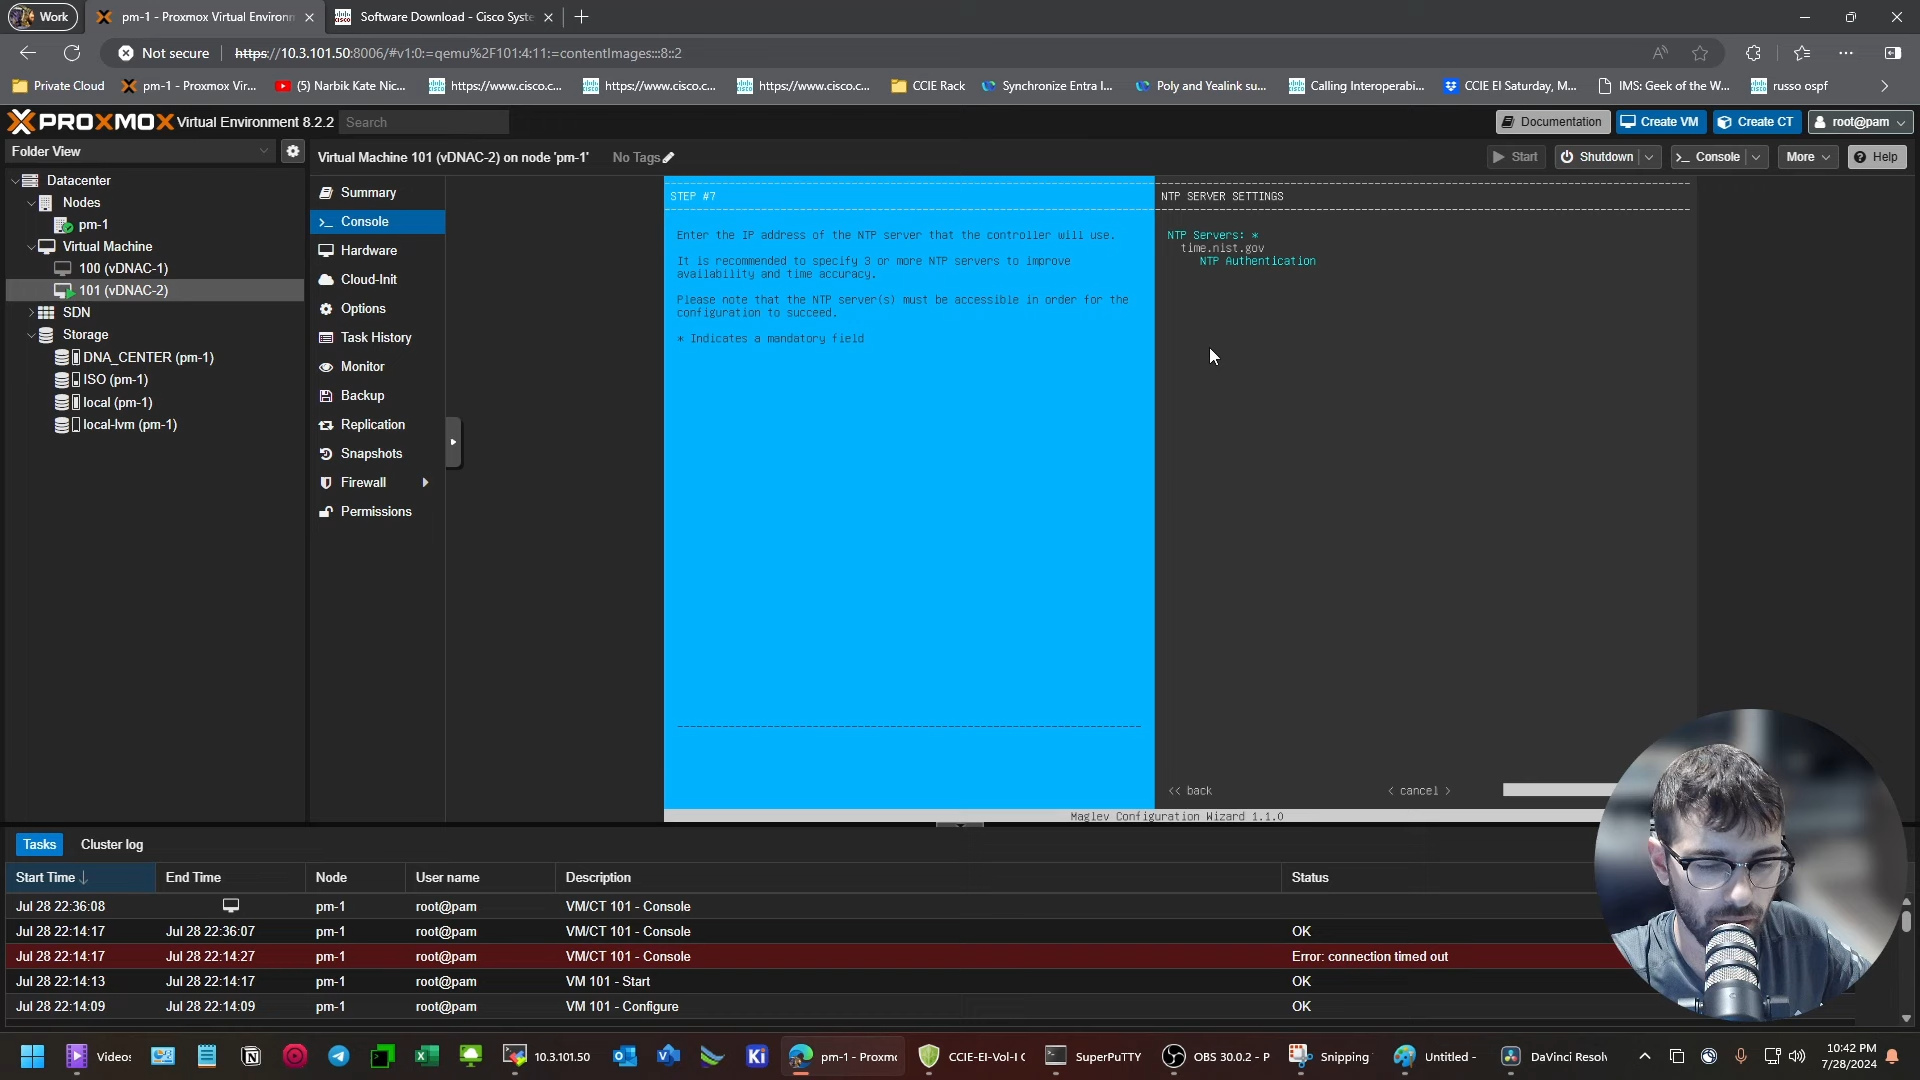 Work
pm-1 - Proxmox Virtual Environ
Software Download - Cisco Syste
Not secure
https://10.3.101.50:8006/#v1:0:=qemu%2F101:4:11:=contentImages:::8::2
Private Cloud
pm-1 - Proxmox Vir...
(5) Narbik Kate Nic...
https://www.cisco.c...
https://www.cisco.c...
https://www.cisco.c...
CCIE Rack
Synchronize Entra I...
Poly and Yealink su...
Calling Interoperabi...
CCIE EI Saturday, M...
IMS: Geek of the W...
russo ospf
PROXMOX Virtual Environment 8.2.2
Search
Documentation
Create VM
Create CT
root@pam
Folder View
Virtual Machine 101 (vDNAC-2) on node 'pm-1'
No Tags
Start
Shutdown
Console
More
Help
Datacenter
Nodes
pm-1
Virtual Machine
100 (vDNAC-1)
101 (vDNAC-2)
SDN
Storage
DNA_CENTER (pm-1)
ISO (pm-1)
local (pm-1)
local-lvm (pm-1)
Summary
Console
Hardware
Cloud-Init
Options
Task History
Monitor
Backup
Replication
Snapshots
Firewall
Permissions
STEP #7
Enter the IP address of the NTP server that the controller will use.
It is recommended to specify 3 or more NTP servers to improve
availability and time accuracy.
Please note that the NTP server(s) must be accessible in order for the
configuration to succeed.
* Indicates a mandatory field
NTP SERVER SETTINGS
NTP Servers: *
time.nist.gov
NTP Authentication
<< back
< cancel >
Maglev Configuration Wizard 1.1.0
Tasks
Cluster log
Start Time
End Time
Node
User name
Description
Status
Jul 28 22:36:08
pm-1
root@pam
VM/CT 101 - Console
Jul 28 22:14:17
Jul 28 22:36:07
pm-1
root@pam
VM/CT 101 - Console
OK
Jul 28 22:14:17
Jul 28 22:14:27
pm-1
root@pam
VM/CT 101 - Console
Error: connection timed out
Jul 28 22:14:13
Jul 28 22:14:17
pm-1
root@pam
VM 101 - Start
OK
Jul 28 22:14:09
Jul 28 22:14:09
pm-1
root@pam
VM 101 - Configure
OK
Videos
10.3.101.50
Ki
pm-1 - Proxmo
CCIE-EI-Vol-I
SuperPuTTY
OBS 30.0.2 - P
Snipping
Untitled -
DaVinci Resol
10:42 PM
7/28/2024